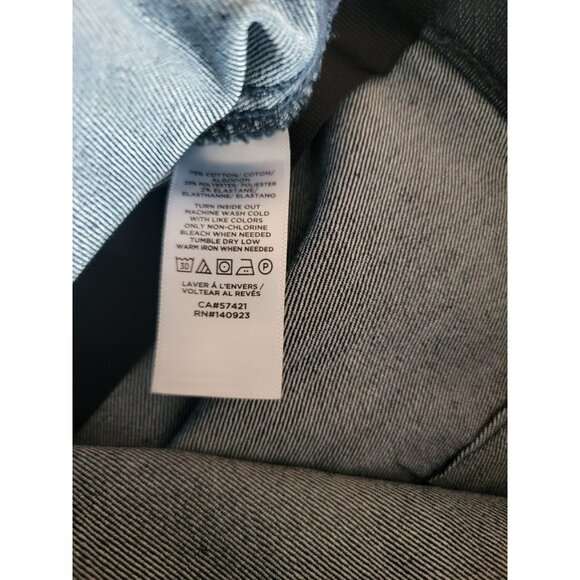 73% COTTON/ COTON/
ALGODON
25% POLYESTER/ POLIESTER
2% ELASTANE/
ELASTHANNE/ ELASTANO
TURN INSIDE OUT
MACHINE WASH COLD
WITH LIKE COLORS
ONLY NON-CHLORINE
BLEACH WHEN NEEDED
TUMBLE DRY LOW
WARM IRON WHEN NEEDED
30 P
LAVER À L'ENVERS /
VOLTEAR AL REVÉS
CA#57421
RN#140923